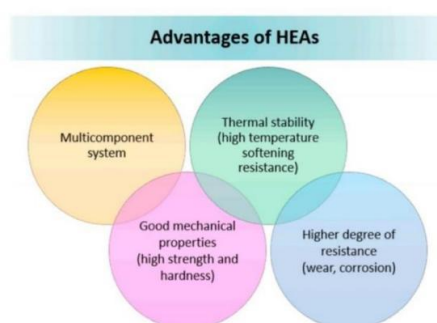 Advantages of HEAs
Multicomponent
system
Thermal stability
(high temperature
softening
resistance)
Good mechanical
properties
(high strength and
hardness)
Higher degree of
resistance
(wear, corrosion)